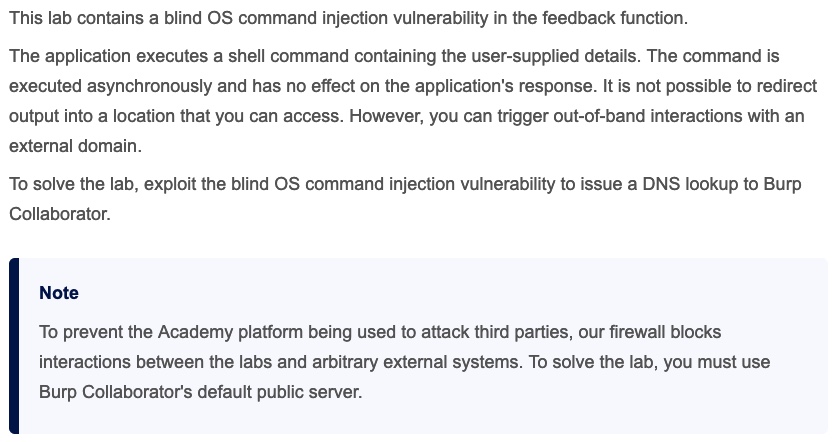 This lab contains a blind OS command injection vulnerability in the feedback function.
The application executes a shell command containing the user-supplied details. The command is
executed asynchronously and has no effect on the application's response. It is not possible to redirect
output into a location that you can access. However, you can trigger out-of-band interactions with an
external domain.
To solve the lab, exploit the blind OS command injection vulnerability to issue a DNS lookup to Burp
Collaborator.
Note
To prevent the Academy platform being used to attack third parties, our firewall blocks
interactions between the labs and arbitrary external systems. To solve the lab, you must use
Burp Collaborator's default public server.